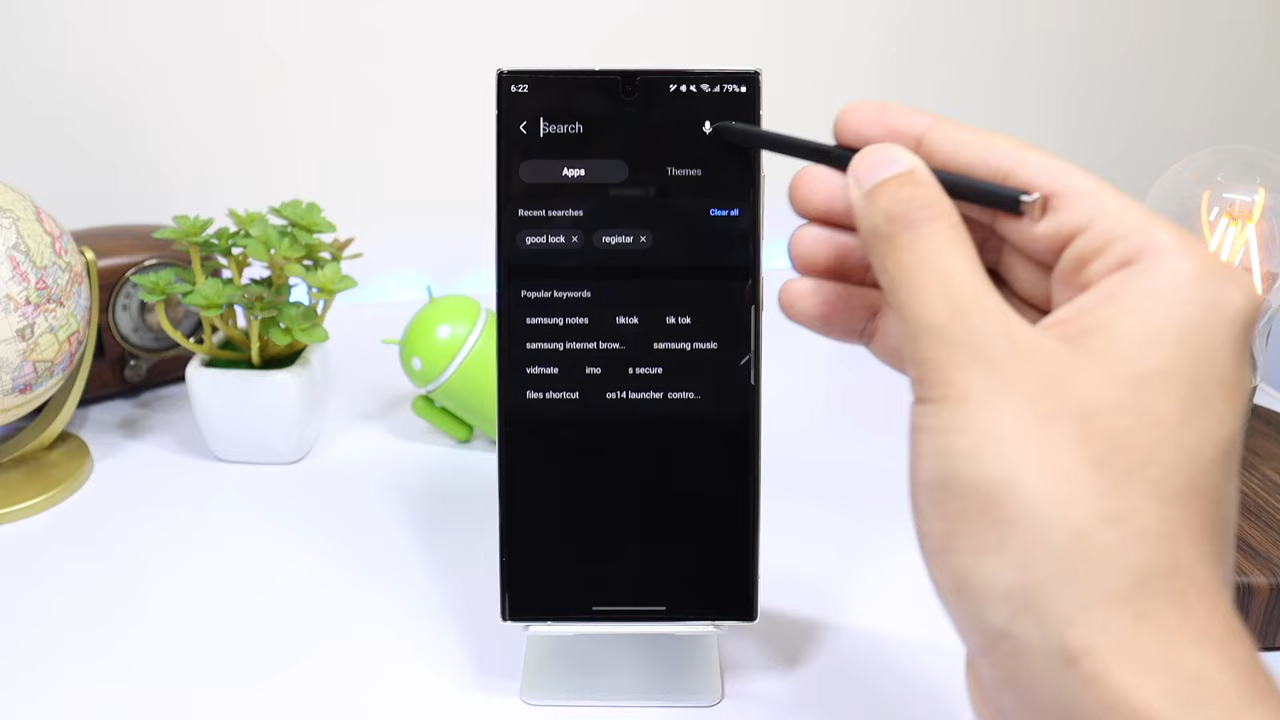 6:22 79%
Search
Apps Themes
Recent searches Clear all
good lock × registar ×
Popular keywords
samsung notes tiktok tik tok
samsung internet brow... samsung music
vidmate imo s secure
files shortcut os14 launcher contro...